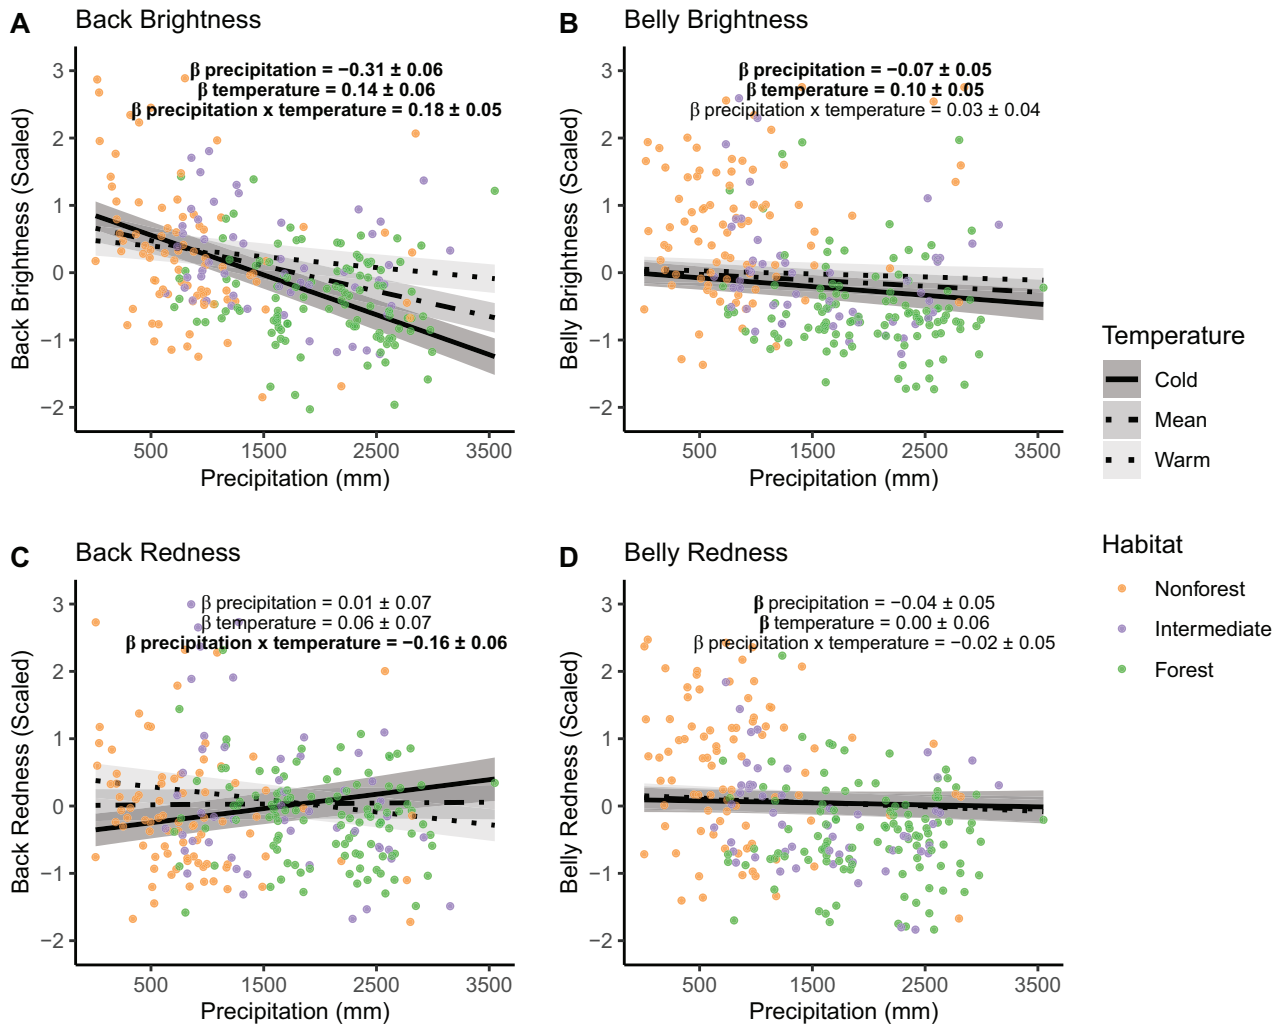 A Back Brightness
β precipitation = −0.31 ± 0.06
β temperature = 0.14 ± 0.06
β precipitation x temperature = 0.18 ± 0.05
Back Brightness (Scaled)
3
2
1
0
−1
−2
500 1500 2500 3500
Precipitation (mm)
B Belly Brightness
β precipitation = −0.07 ± 0.05
β temperature = 0.10 ± 0.05
β precipitation x temperature = 0.03 ± 0.04
Belly Brightness (Scaled)
3
2
1
0
−1
−2
500 1500 2500 3500
Precipitation (mm)
Temperature
Cold
Mean
Warm
C Back Redness
β precipitation = 0.01 ± 0.07
β temperature = 0.06 ± 0.07
β precipitation x temperature = −0.16 ± 0.06
Back Redness (Scaled)
3
2
1
0
−1
−2
500 1500 2500 3500
Precipitation (mm)
D Belly Redness
β precipitation = −0.04 ± 0.05
β temperature = 0.00 ± 0.06
β precipitation x temperature = −0.02 ± 0.05
Belly Redness (Scaled)
3
2
1
0
−1
−2
500 1500 2500 3500
Precipitation (mm)
Habitat
Nonforest
Intermediate
Forest